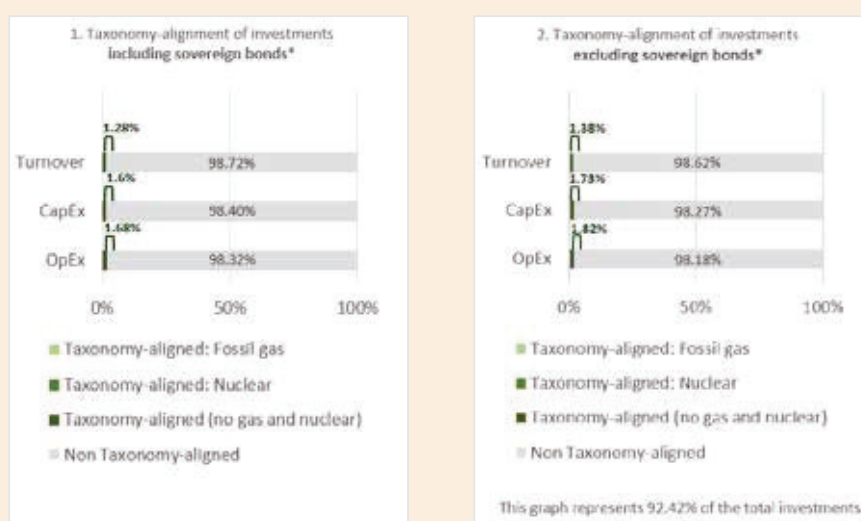 1. Taxonomy-alignment of investments
including sovereign bonds*
1.28%
Turnover 98.72%
1.6%
CapEx 98.40%
1.68%
OpEx 98.32%
0% 50% 100%
Taxonomy-aligned: Fossil gas
Taxonomy-aligned: Nuclear
Taxonomy-aligned (no gas and nuclear)
Non Taxonomy-aligned
2. Taxonomy-alignment of investments
excluding sovereign bonds*
1.38%
Turnover 98.62%
1.73%
CapEx 98.27%
1.82%
OpEx 98.18%
0% 50% 100%
Taxonomy-aligned: Fossil gas
Taxonomy-aligned: Nuclear
Taxonomy-aligned (no gas and nuclear)
Non Taxonomy-aligned
This graph represents 92.42% of the total investments